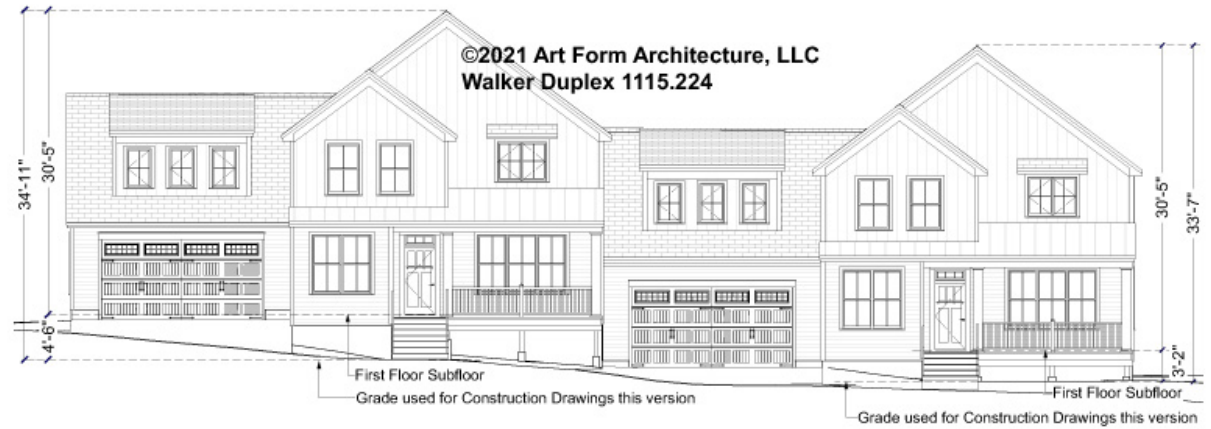 ©2021 Art Form Architecture, LLC
Walker Duplex 1115.224
34'-11"
30'-5"
4'-6"
First Floor Subfloor
Grade used for Construction Drawings this version
30'-5"
33'-7"
3'-2"
First Floor Subfloor
Grade used for Construction Drawings this version